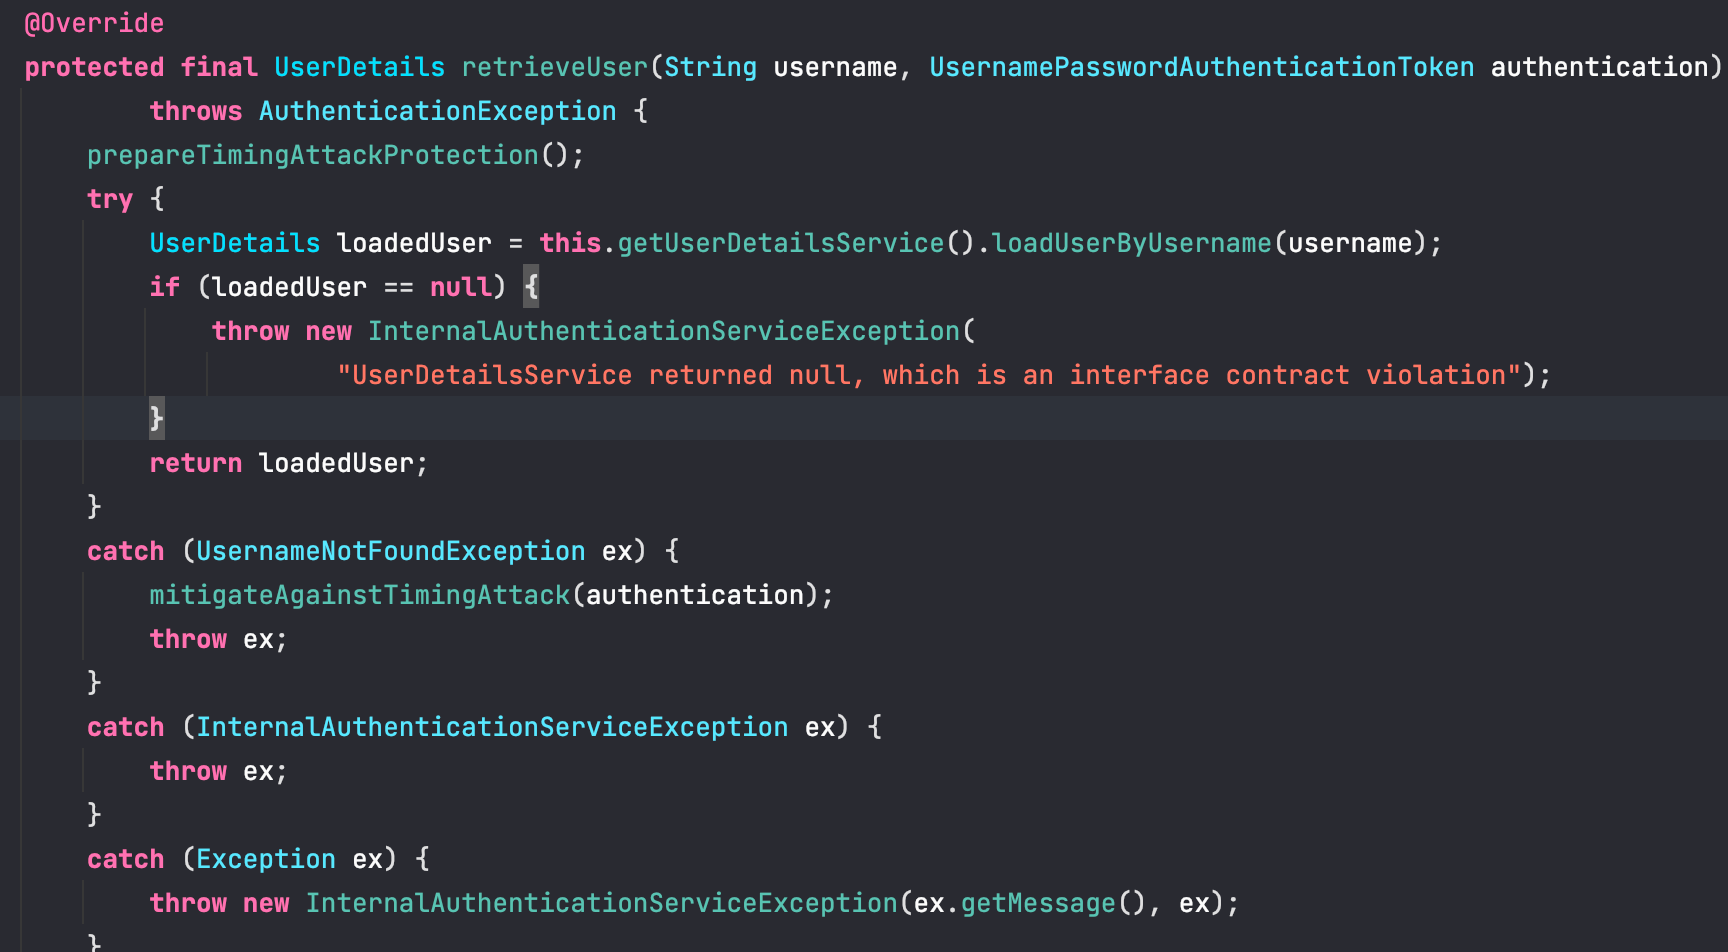 @Override
protected final UserDetails retrieveUser(String username, UsernamePasswordAuthenticationToken authentication)
        throws AuthenticationException {
    prepareTimingAttackProtection();
    try {
        UserDetails loadedUser = this.getUserDetailsService().loadUserByUsername(username);
        if (loadedUser == null) {
            throw new InternalAuthenticationServiceException(
                    "UserDetailsService returned null, which is an interface contract violation");
        }
        return loadedUser;
    }
    catch (UsernameNotFoundException ex) {
        mitigateAgainstTimingAttack(authentication);
        throw ex;
    }
    catch (InternalAuthenticationServiceException ex) {
        throw ex;
    }
    catch (Exception ex) {
        throw new InternalAuthenticationServiceException(ex.getMessage(), ex);
    }